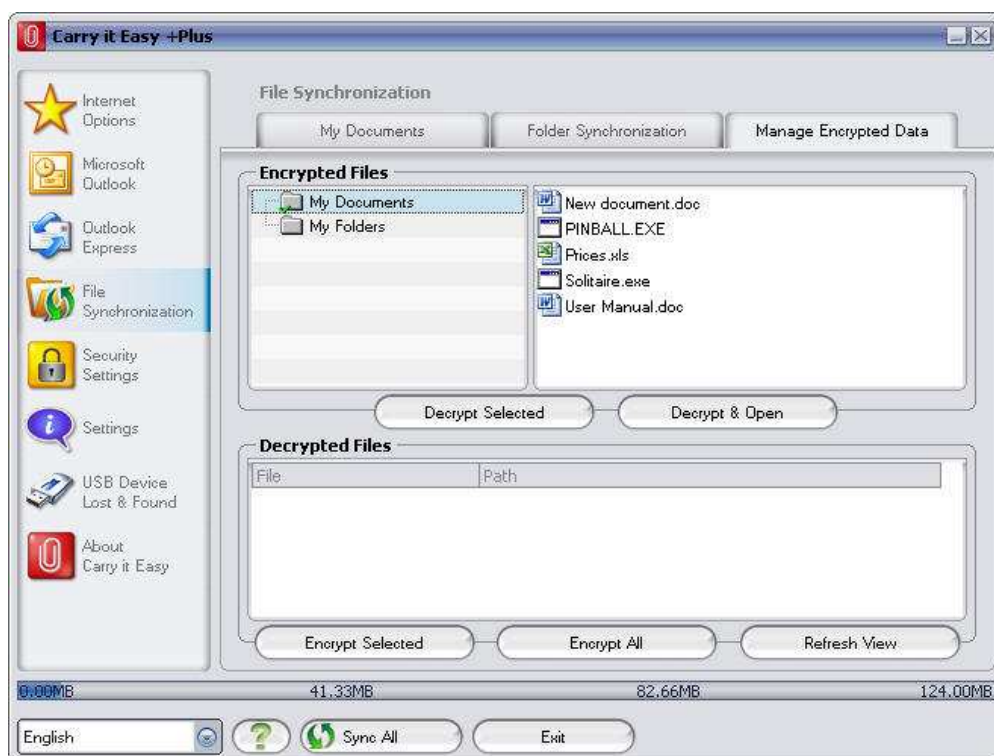 Carry it Easy +Plus
Internet
Options
Microsoft
Outlook
Outlook
Express
File
Synchronization
Security
Settings
Settings
USB Device
Lost & Found
About
Carry it Easy
File Synchronization
My Documents
Folder Synchronization
Manage Encrypted Data
Encrypted Files
My Documents
My Folders
New document.doc
PINBALL.EXE
Prices.xls
Solitaire.exe
User Manual.doc
Decrypt Selected
Decrypt & Open
Decrypted Files
File
Path
Encrypt Selected
Encrypt All
Refresh View
0.00MB
41.33MB
82.66MB
124.00MB
English
?
Sync All
Exit